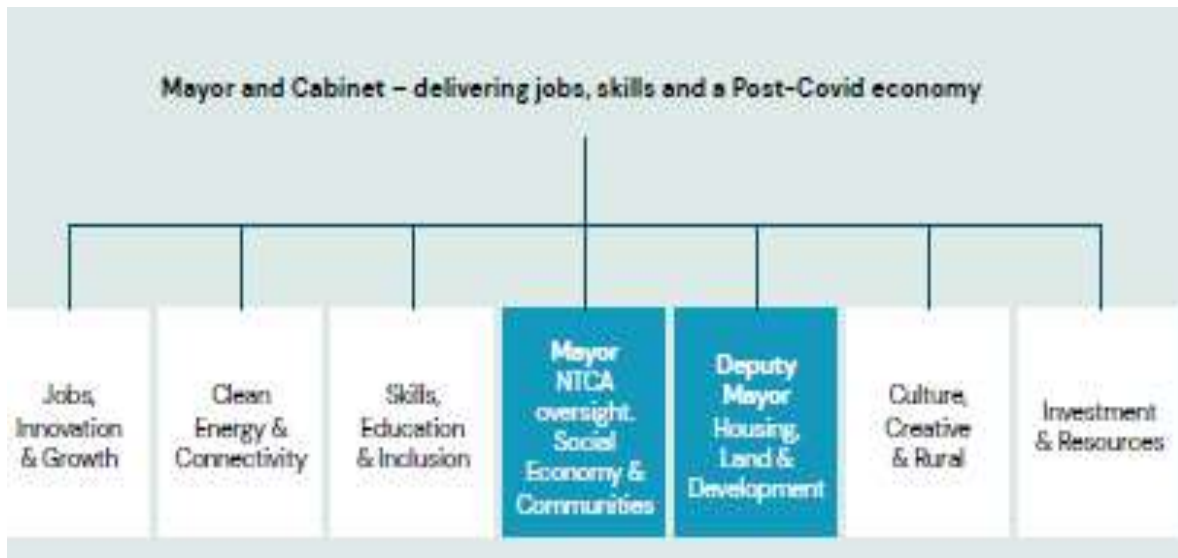 Mayor and Cabinet – delivering jobs, skills and a Post-Covid economy
Jobs,
Innovation
& Growth
Clean
Energy &
Connectivity
Skills,
Education
& Inclusion
Mayor
NTCA
oversight.
Social
Economy &
Communities
Deputy
Mayor
Housing,
Land &
Development
Culture,
Creative
& Rural
Investment
& Resources